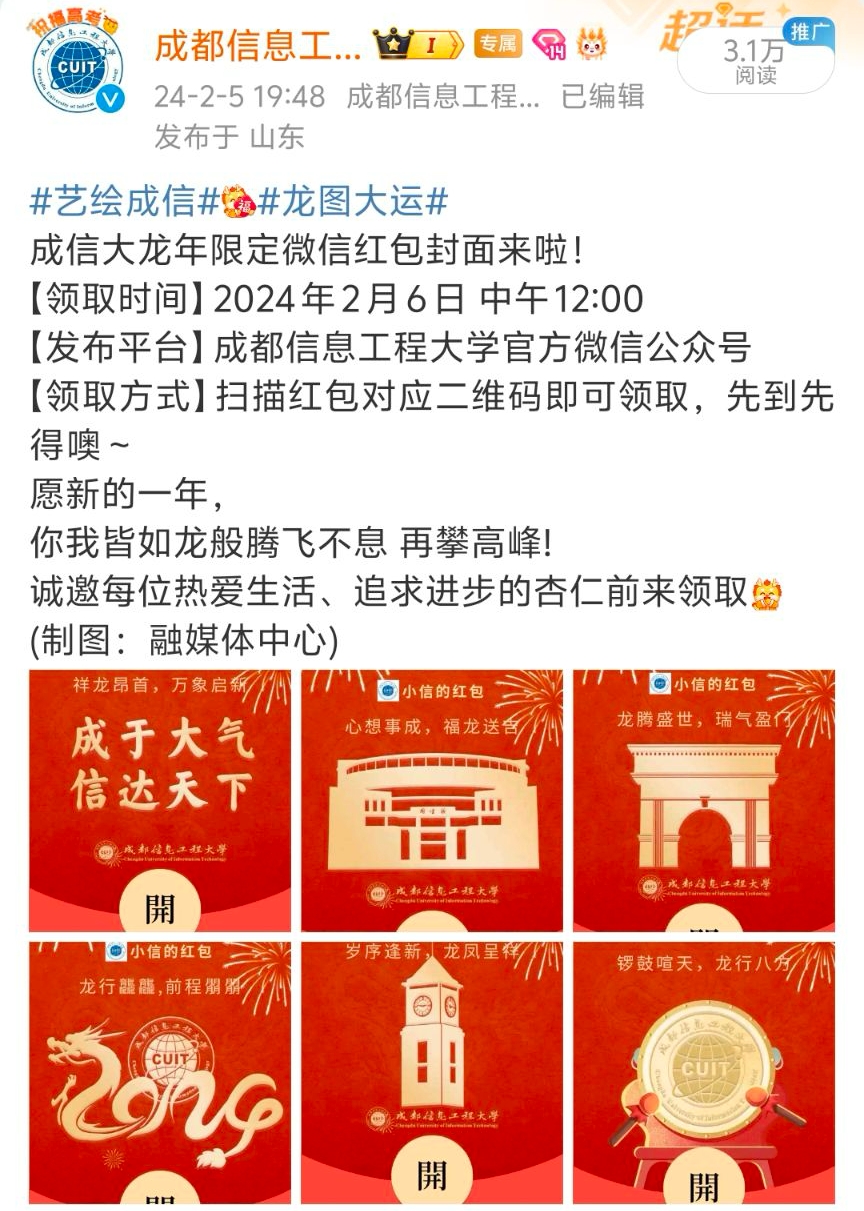 祝福高考
CUIT
成都信息工... I 专属 14
超话
推广
3.1万
阅读
24-2-5 19:48 成都信息工程... 已编辑
发布于 山东
#艺绘成信#福#龙图大运#
成信大龙年限定微信红包封面来啦！
【领取时间】2024年2月6日 中午12:00
【发布平台】成都信息工程大学官方微信公众号
【领取方式】扫描红包对应二维码即可领取，先到先
得噢~
愿新的一年，
你我皆如龙般腾飞不息 再攀高峰!
诚邀每位热爱生活、追求进步的杏仁前来领取
(制图：融媒体中心)
祥龙昂首，万象启新
成于大气
信达天下
成都信息工程大学
Chengdu University of Information Technology
開
小信的红包
心想事成，福龙送吉
成都信息工程大学
Chengdu University of Information Technology
小信的红包
龙腾盛世，瑞气盈门
成都信息工程大学
Chengdu University of Information Technology
開
小信的红包
龙行龘龘,前程朤朤
成都信息工程大学
CUIT
開
岁序逢新，龙凤呈祥
成都信息工程大学
Chengdu University of Information Technology
開
锣鼓喧天，龙行八方
成都信息工程大学
CUIT
Chengdu University of Information Technology
開